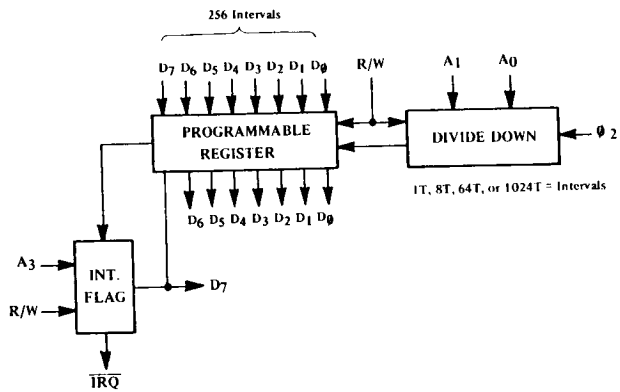 256 Intervals
D7 D6 D5 D4 D3 D2 D1 D0
R/W
A1 A0
PROGRAMMABLE
REGISTER
DIVIDE DOWN
∅2
1T, 8T, 64T, or 1024T = Intervals
D6 D5 D4 D3 D2 D1 D0
A3
R/W
INT.
FLAG
D7
IRQ